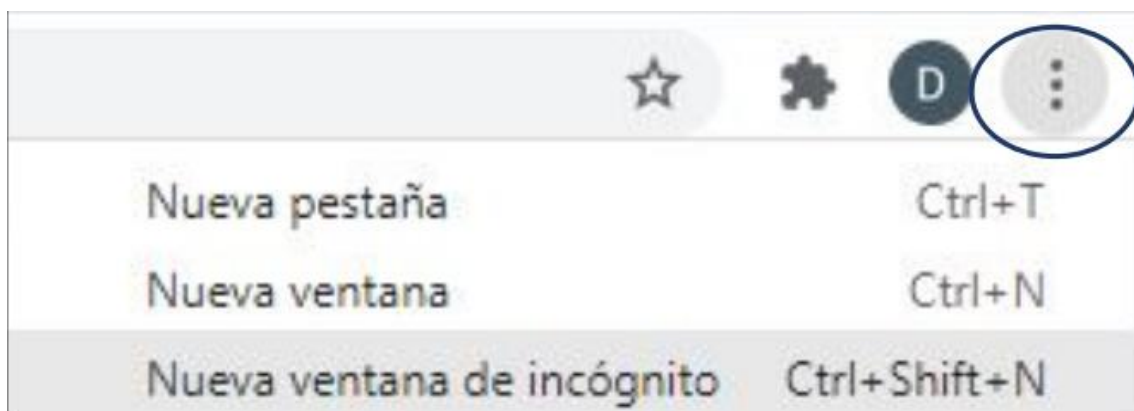 D
Nueva pestaña Ctrl+T
Nueva ventana Ctrl+N
Nueva ventana de incógnito Ctrl+Shift+N